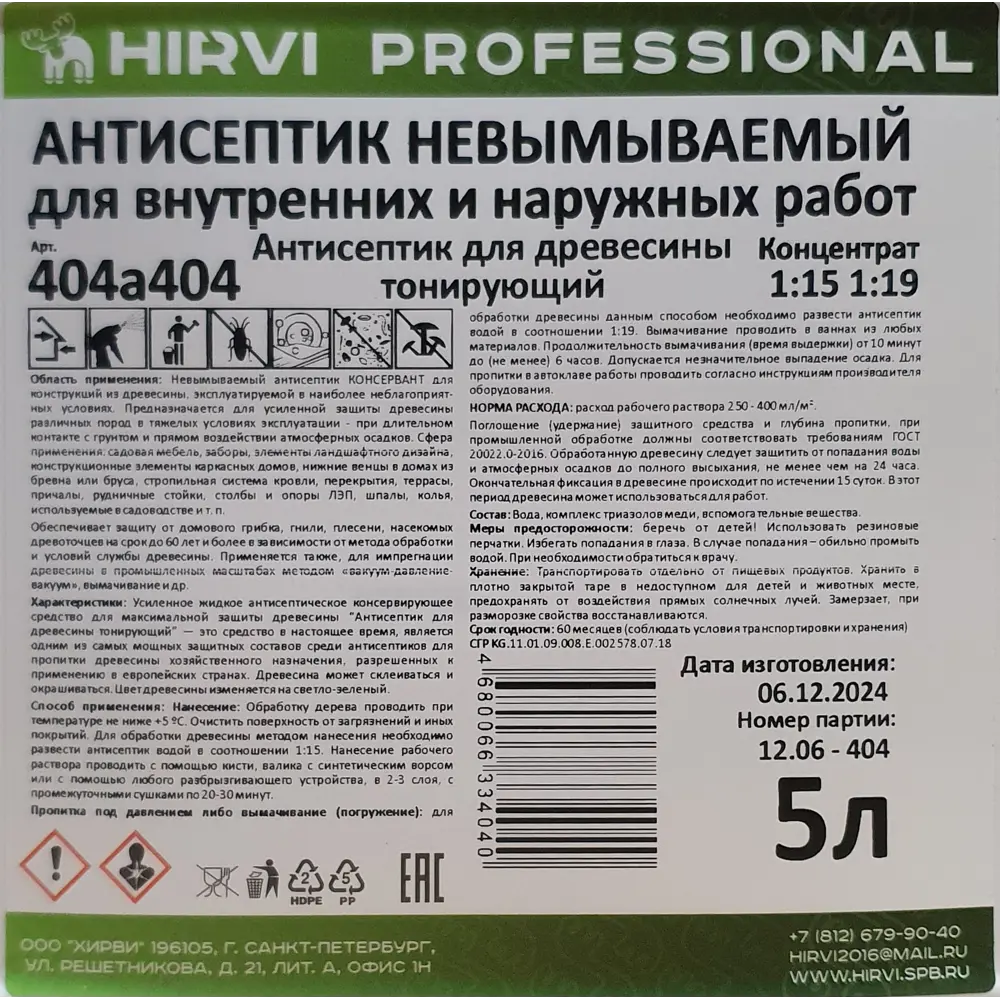 HIRVI PROFESSIONAL
АНТИСЕПТИК НЕВЫМЫВАЕМЫЙ
для внутренних и наружных работ
Арт.
404а404
Антисептик для древесины
тонирующий
Концентрат
1:15 1:19
Область применения: Невымываемый антисептик КОНСЕРВАНТ для
конструкций из древесины, эксплуатируемой в наиболее неблагоприят-
ных условиях. Предназначается для усиленной защиты древесины
различных пород в тяжелых условиях эксплуатации - при длительном
контакте с грунтом и прямом воздействии атмосферных осадков. Сфера
применения: садовая мебель, заборы, элементы ландшафтного дизайна,
конструкционные элементы каркасных домов, нижние венцы в домах из
бревна или бруса, стропильная система кровли, перекрытия, террасы,
причалы, рудничные стойки, столбы и опоры ЛЭП, шпалы, колья,
используемые в садоводстве и т. п.
Обеспечивает защиту от домового грибка, гнили, плесени, насекомых
древоточцев на срок до 60 лет и более в зависимости от метода обработки
и условий службы древесины. Применяется также, для импрегнации
древесины в промышленных масштабах методом «вакуум-давление-
вакуум», вымачивание и др.
Характеристики: Усиленное жидкое антисептическое консервирующее
средство для максимальной защиты древесины "Антисептик для
древесины тонирующий" — это средство в настоящее время, является
одним из самых мощных защитных составов среди антисептиков для
пропитки древесины хозяйственного назначения, разрешенных к
применению в европейских странах. Древесина может склеиваться и
окрашиваться. Цвет древесины изменяется на светло-зеленый.
Способ применения: Нанесение: Обработку дерева проводить при
температуре не ниже +5 ºС. Очистить поверхность от загрязнений и иных
покрытий. Для обработки древесины методом нанесения необходимо
развести антисептик водой в соотношении 1:15. Нанесение рабочего
раствора проводить с помощью кисти, валика с синтетическим ворсом
или с помощью любого разбрызгивающего устройства, в 2-3 слоя, с
промежуточными сушками по 20-30 минут.
Пропитка под давлением либо вымачивание (погружение): для
обработки древесины данным способом необходимо развести антисептик
водой в соотношении 1:19. Вымачивание проводить в ваннах из любых
материалов. Продолжительность вымачивания (время выдержки) от 10 минут
до (не менее) 6 часов. Допускается незначительное выпадение осадка. Для
пропитки в автоклаве работы проводить согласно инструкциям производителя
оборудования.
НОРМА РАСХОДА: расход рабочего раствора 250 - 400 мл/м².
Поглощение (удержание) защитного средства и глубина пропитки, при
промышленной обработке должны соответствовать требованиям ГОСТ
20022.0-2016. Обработанную древесину следует защитить от попадания воды
и атмосферных осадков до полного высыхания, не менее чем на 24 часа.
Окончательная фиксация в древесине происходит по истечении 15 суток. В этот
период древесина может использоваться для работ.
Состав: Вода, комплекс триазолов меди, вспомогательные вещества.
Меры предосторожности: беречь от детей! Использовать резиновые
перчатки. Избегать попадания в глаза. В случае попадания – обильно промыть
водой. При необходимости обратиться к врачу.
Хранение: Транспортировать отдельно от пищевых продуктов. Хранить в
плотно закрытой таре в недоступном для детей и животных месте,
предохранять от воздействия прямых солнечных лучей. Замерзает, при
разморозке свойства восстанавливаются.
Срок годности: 60 месяцев (соблюдать условия транспортировки и хранения)
СГР KG.11.01.09.008.Е.002578.07.18
4 680066 334040
Дата изготовления:
06.12.2024
Номер партии:
12.06 - 404
5л
2
HDPE
5
PP
EAC
ООО "ХИРВИ" 196105, Г. САНКТ-ПЕТЕРБУРГ,
УЛ. РЕШЕТНИКОВА, Д. 21, ЛИТ. А, ОФИС 1Н
+7 (812) 679-90-40
HIRVI2016@MAIL.RU
WWW.HIRVI.SPB.RU